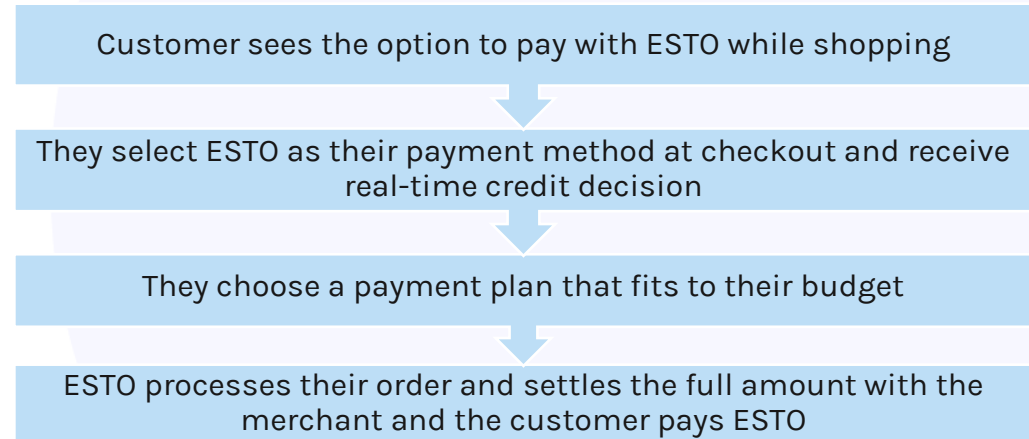 Customer sees the option to pay with ESTO while shopping
They select ESTO as their payment method at checkout and receive
real-time credit decision
They choose a payment plan that fits to their budget
ESTO processes their order and settles the full amount with the
merchant and the customer pays ESTO